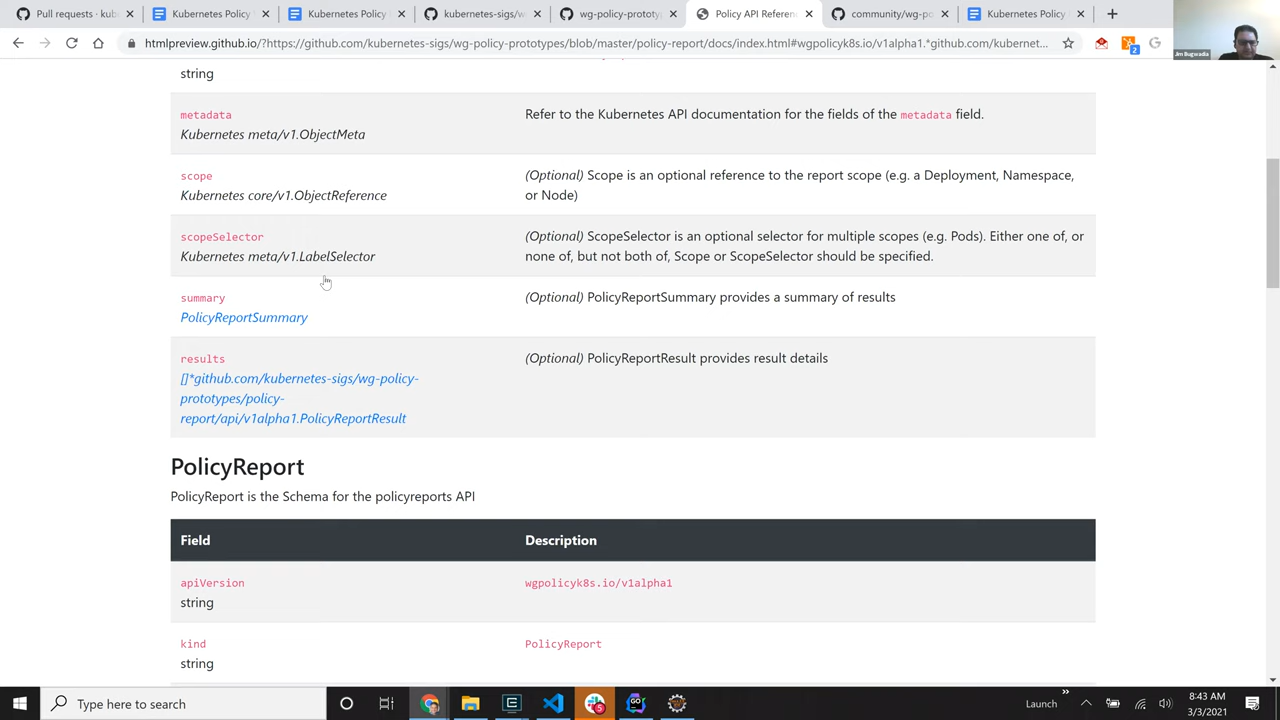 Pull requests · kub
Kubernetes Policy
Kubernetes Policy
kubernetes-sigs/w
wg-policy-prototyp
Policy API Referen
community/wg-po
Kubernetes Policy
htmlpreview.github.io/?https://github.com/kubernetes-sigs/wg-policy-prototypes/blob/master/policy-report/docs/index.html#wgpolicyk8s.io/v1alpha1.*github.com/kubernet...
2
Jim Bugwadia
string
metadata
Kubernetes meta/v1.ObjectMeta
Refer to the Kubernetes API documentation for the fields of the metadata field.
scope
Kubernetes core/v1.ObjectReference
(Optional) Scope is an optional reference to the report scope (e.g. a Deployment, Namespace,
or Node)
scopeSelector
Kubernetes meta/v1.LabelSelector
(Optional) ScopeSelector is an optional selector for multiple scopes (e.g. Pods). Either one of, or
none of, but not both of, Scope or ScopeSelector should be specified.
summary
PolicyReportSummary
(Optional) PolicyReportSummary provides a summary of results
results
[]*github.com/kubernetes-sigs/wg-policy-
prototypes/policy-
report/api/v1alpha1.PolicyReportResult
(Optional) PolicyReportResult provides result details
PolicyReport
PolicyReport is the Schema for the policyreports API
Field
Description
apiVersion
string
wgpolicyk8s.io/v1alpha1
kind
string
PolicyReport
Type here to search
5
Launch
»
8:43 AM
3/3/2021